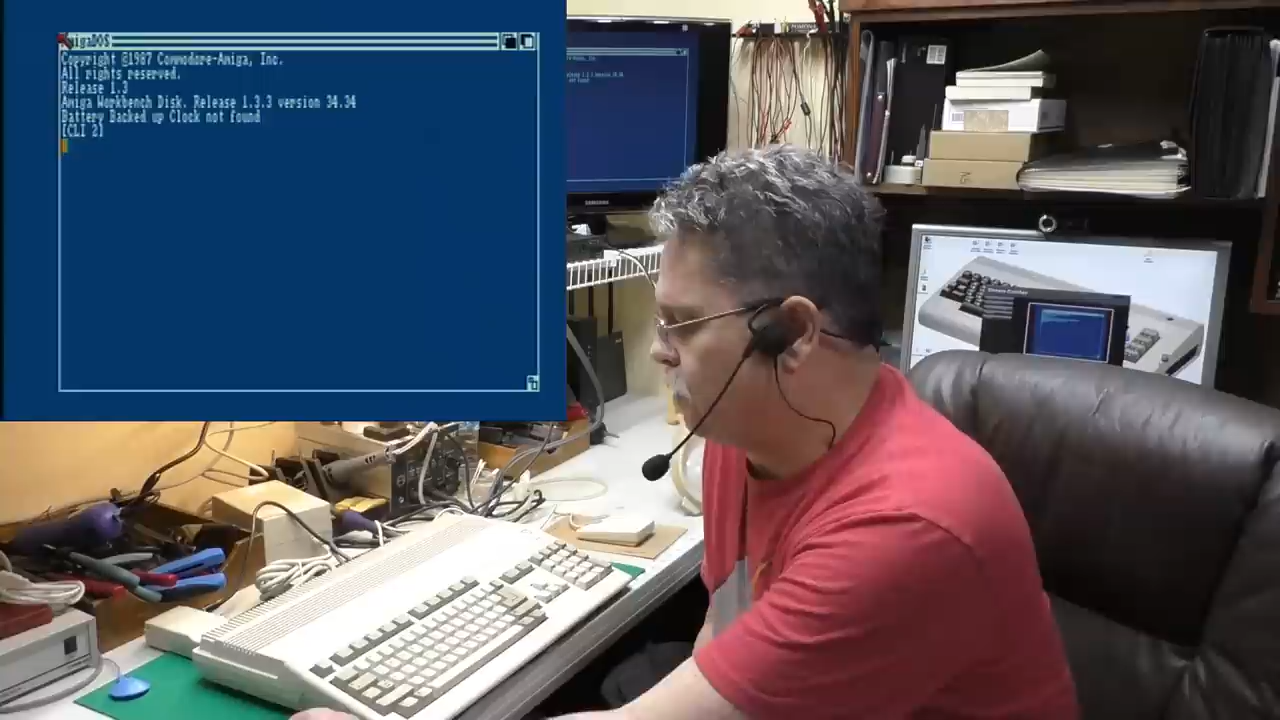 AmigaDOS
Copyright @1987 Commodore-Amiga, Inc.
All rights reserved.
Release 1.3
Amiga Workbench Disk. Release 1.3.3 version 34.34
Battery Backed up Clock not found
[CLI 2]
SAMSUNG